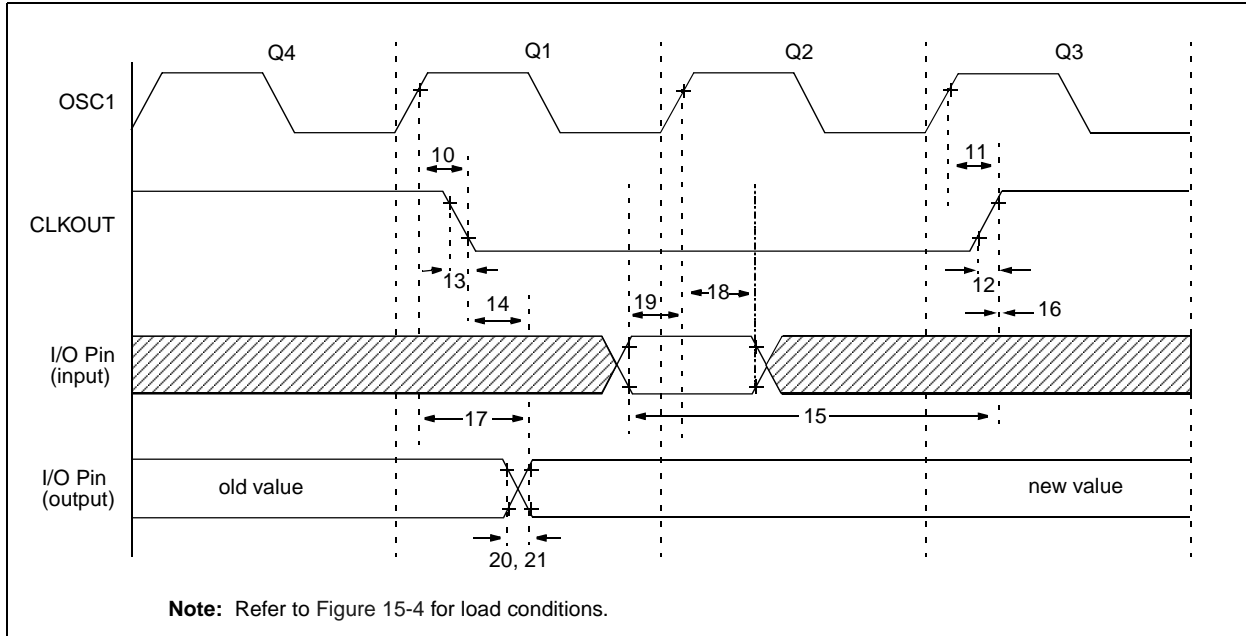 Q4 Q1 Q2 Q3
OSC1
10 11
CLKOUT
13 12
14 19 18 16
I/O Pin
(input)
17 15
I/O Pin
(output)
old value new value
20, 21
Note: Refer to Figure 15-4 for load conditions.